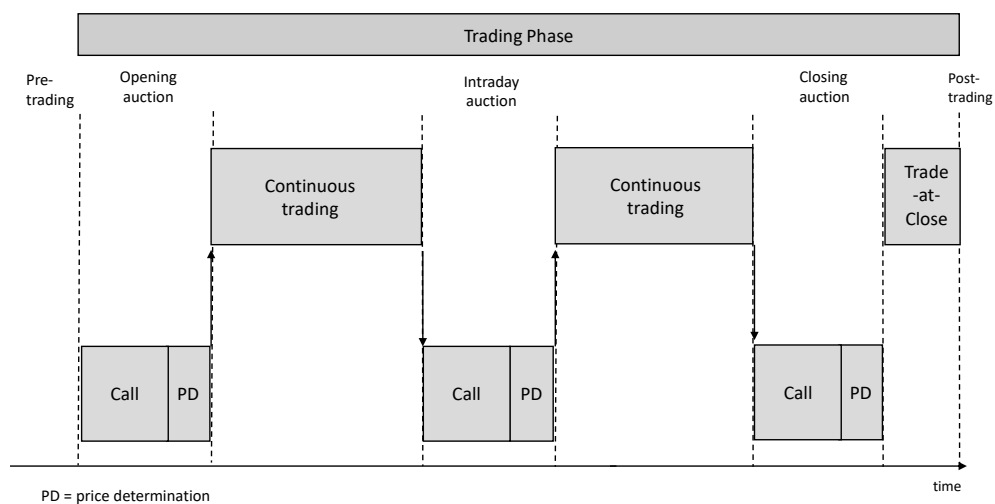 Trading Phase
Pre-
trading
Opening
auction
Intraday
auction
Closing
auction
Post-
trading
Continuous
trading
Continuous
trading
Trade
-at-
Close
Call
PD
Call
PD
Call
PD
time
PD = price determination